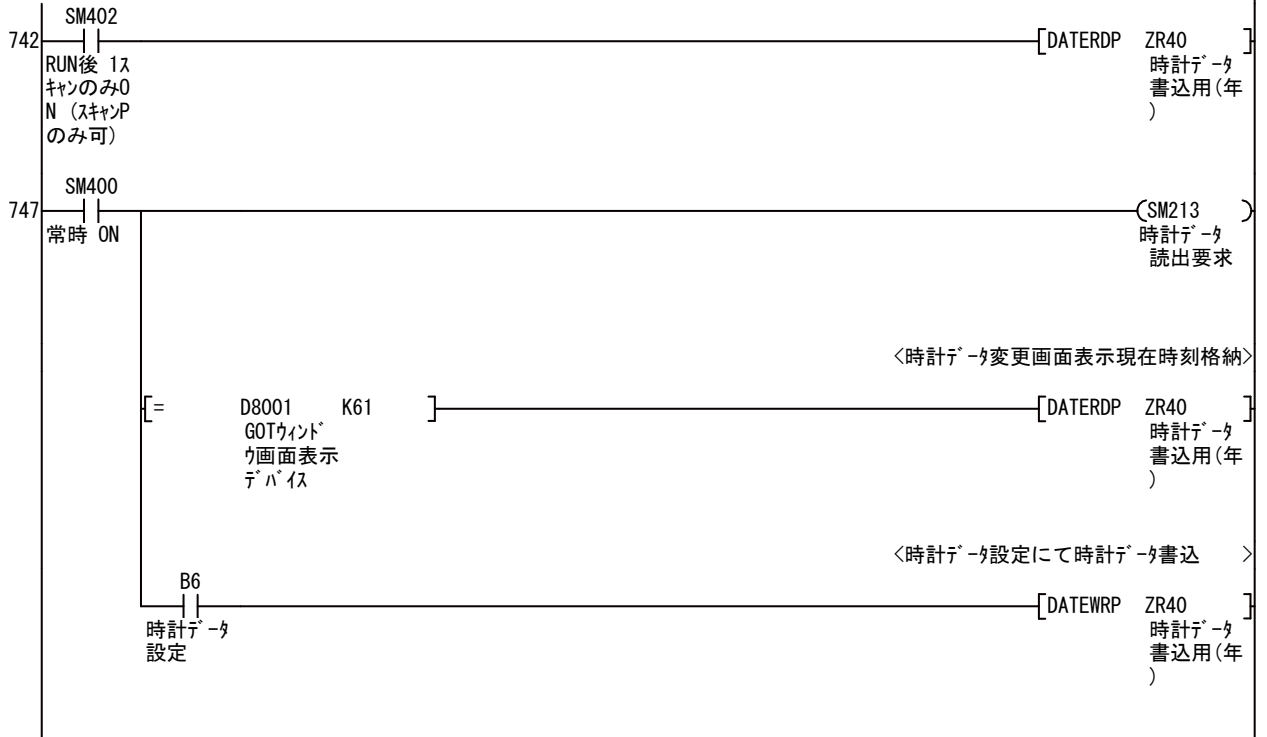 SM402
742 [DATERDP ZR40 ]
RUN後 1ス
キャンのみO
N (スキャンP
のみ可)
時計データ
書込用(年
)
SM400
747 (SM213 )
常時 ON
時計データ
読出要求
<時計データ変更画面表示現在時刻格納>
[= D8001 K61 ] [DATERDP ZR40 ]
GOTウィンド
ウ画面表示
デバイス
時計データ
書込用(年
)
<時計データ設定にて時計データ書込 >
B6
[DATEWRP ZR40 ]
時計データ
設定
時計データ
書込用(年
)